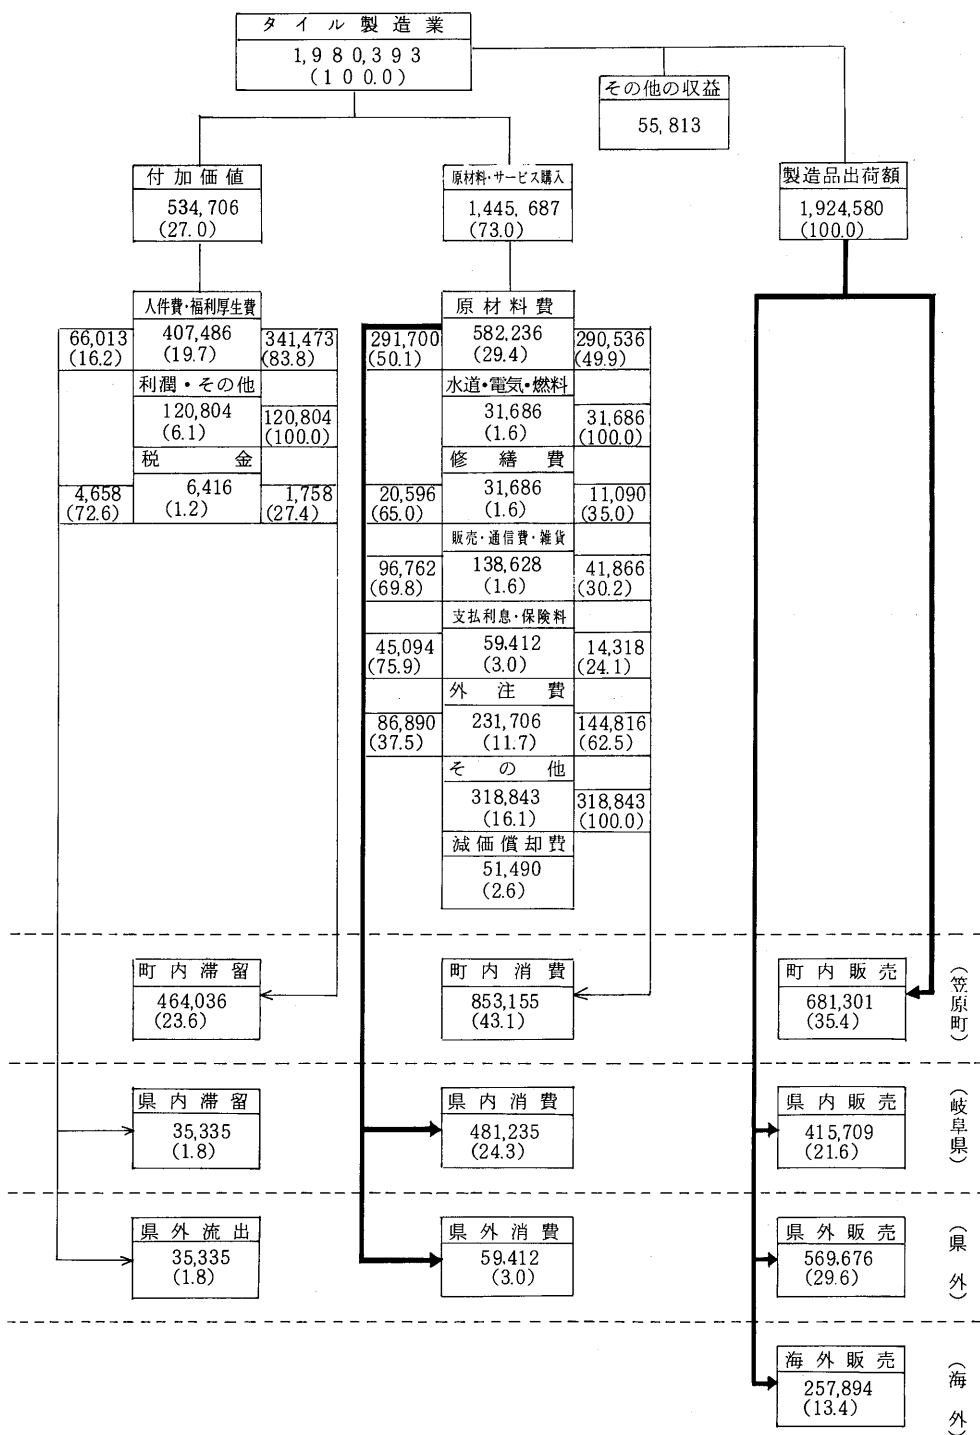 タイル製造業
1,980,393
(100.0)
その他の収益
55,813
付加価値
534,706
(27.0)
原材料・サービス購入
1,445,687
(73.0)
製造品出荷額
1,924,580
(100.0)
人件費・福利厚生費
66,013
(16.2)
407,486
(19.7)
341,473
(83.8)
利潤・その他
120,804
(6.1)
120,804
(100.0)
税金
4,658
(72.6)
6,416
(1.2)
1,758
(27.4)
原材料費
291,700
(50.1)
582,236
(29.4)
290,536
(49.9)
水道・電気・燃料
31,686
(1.6)
31,686
(100.0)
修繕費
20,596
(65.0)
31,686
(1.6)
11,090
(35.0)
販売・通信費・雑貨
96,762
(69.8)
138,628
(1.6)
41,866
(30.2)
支払利息・保険料
45,094
(75.9)
59,412
(3.0)
14,318
(24.1)
外注費
86,890
(37.5)
231,706
(11.7)
144,816
(62.5)
その他
318,843
(16.1)
318,843
(100.0)
減価償却費
51,490
(2.6)
町内滞留
464,036
(23.6)
町内消費
853,155
(43.1)
町内販売
681,301
(35.4)
(笠原町)
県内滞留
35,335
(1.8)
県内消費
481,235
(24.3)
県内販売
415,709
(21.6)
(岐阜県)
県外流出
35,335
(1.8)
県外消費
59,412
(3.0)
県外販売
569,676
(29.6)
(県外)
海外販売
257,894
(13.4)
(海外)